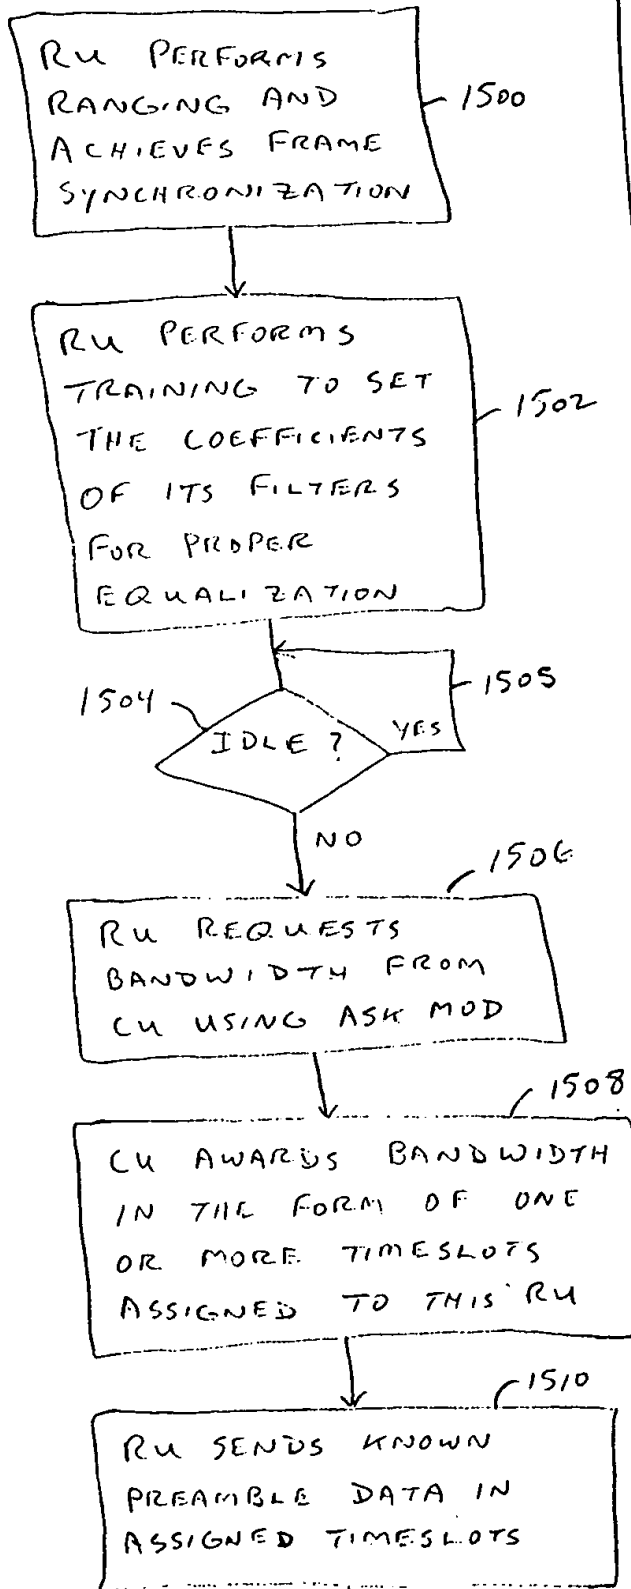 RU PERFORMS
RANGING AND
ACHIEVES FRAME
SYNCHRONIZATION
1500
RU PERFORMS
TRAINING TO SET
THE COEFFICIENTS
OF ITS FILTERS
FOR PROPER
EQUALIZATION
1502
1504
IDLE?
YES
1505
NO
1506
RU REQUESTS
BANDWIDTH FROM
CU USING ASK MOD
1508
CU AWARDS BANDWIDTH
IN THE FORM OF ONE
OR MORE TIMESLOTS
ASSIGNED TO THIS RU
1510
RU SENDS KNOWN
PREAMBLE DATA IN
ASSIGNED TIMESLOTS